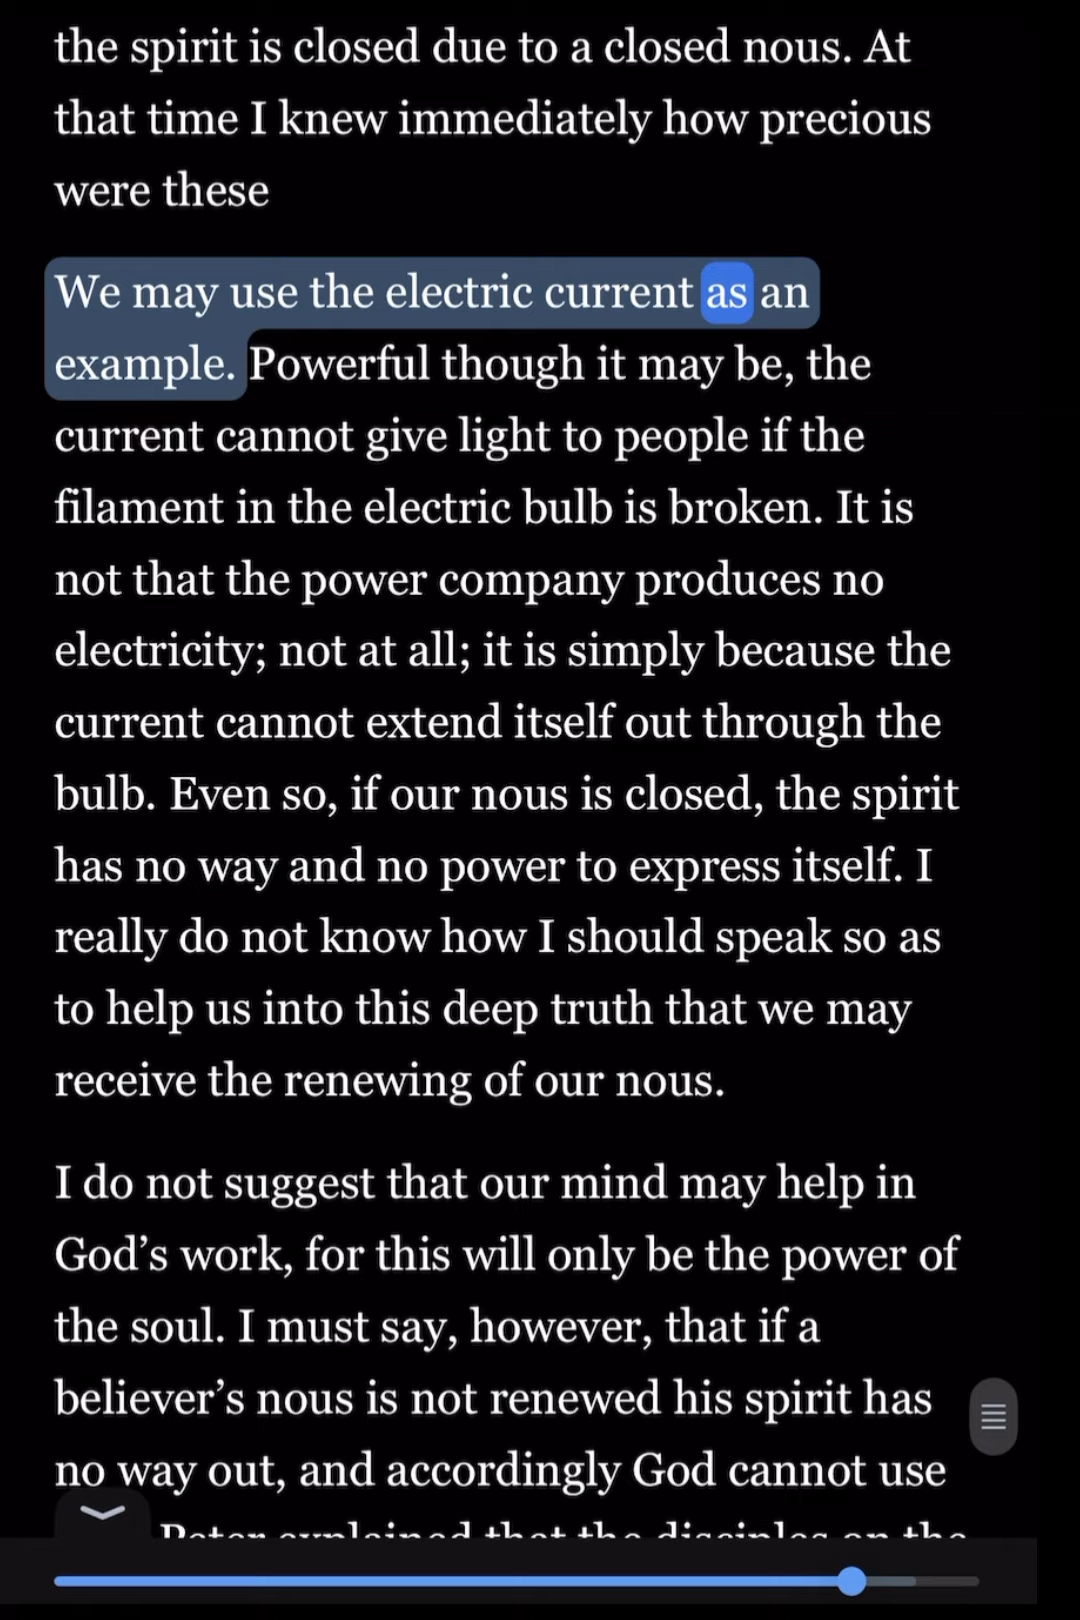 the spirit is closed due to a closed nous. At
that time I knew immediately how precious
were these
We may use the electric current as an
example. Powerful though it may be, the
current cannot give light to people if the
filament in the electric bulb is broken. It is
not that the power company produces no
electricity; not at all; it is simply because the
current cannot extend itself out through the
bulb. Even so, if our nous is closed, the spirit
has no way and no power to express itself. I
really do not know how I should speak so as
to help us into this deep truth that we may
receive the renewing of our nous.
I do not suggest that our mind may help in
God’s work, for this will only be the power of
the soul. I must say, however, that if a
believer’s nous is not renewed his spirit has
no way out, and accordingly God cannot use
Peter explained that the disciples on the